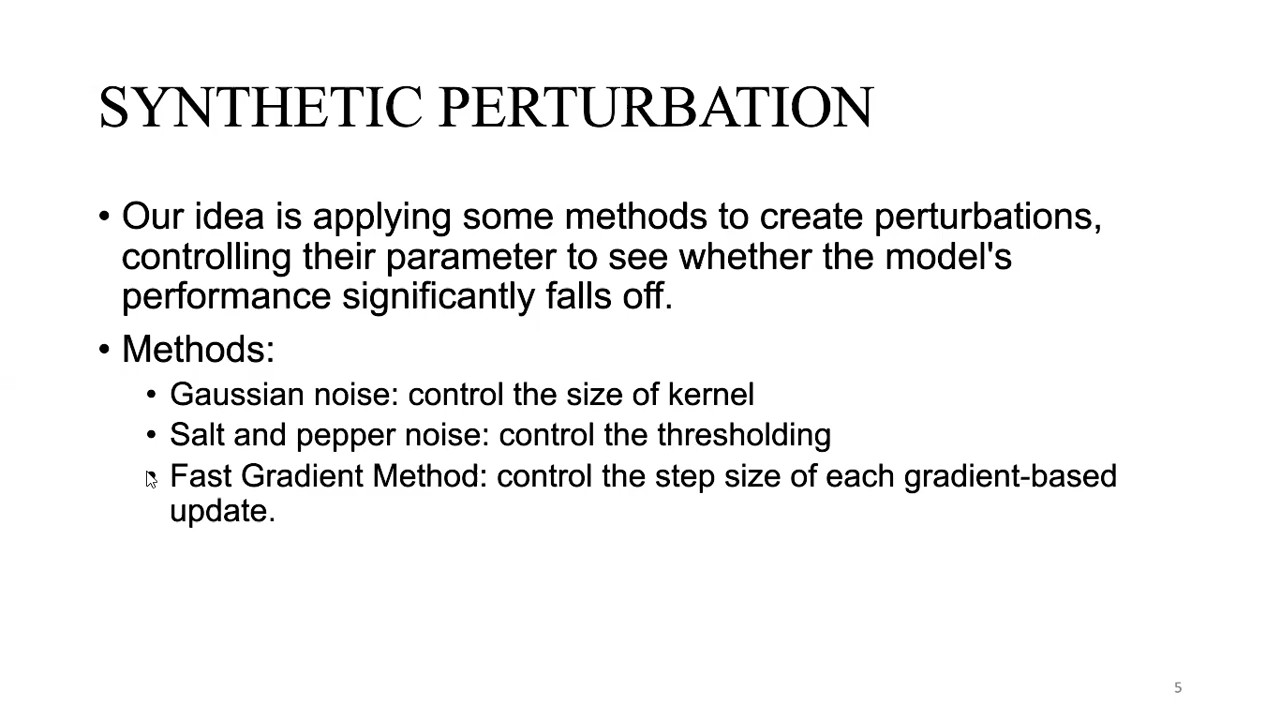 SYNTHETIC PERTURBATION
• Our idea is applying some methods to create perturbations,
controlling their parameter to see whether the model's
performance significantly falls off.
• Methods:
• Gaussian noise: control the size of kernel
• Salt and pepper noise: control the thresholding
• Fast Gradient Method: control the step size of each gradient-based
update.
5